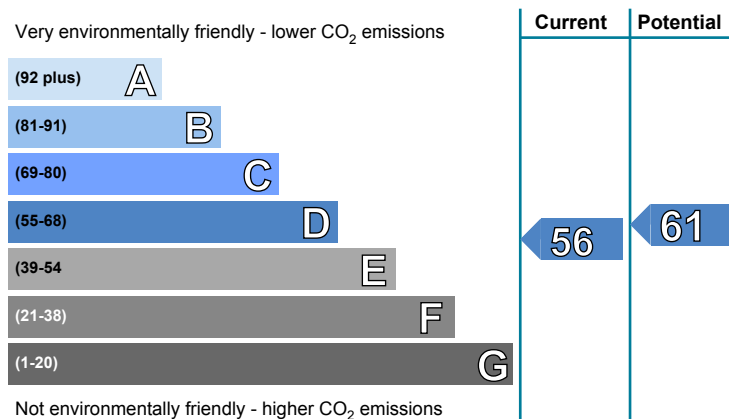 Very environmentally friendly - lower CO2 emissions
Current
Potential
(92 plus) A
(81-91) B
(69-80) C
(55-68) D
56
61
(39-54 E
(21-38) F
(1-20) G
Not environmentally friendly - higher CO2 emissions